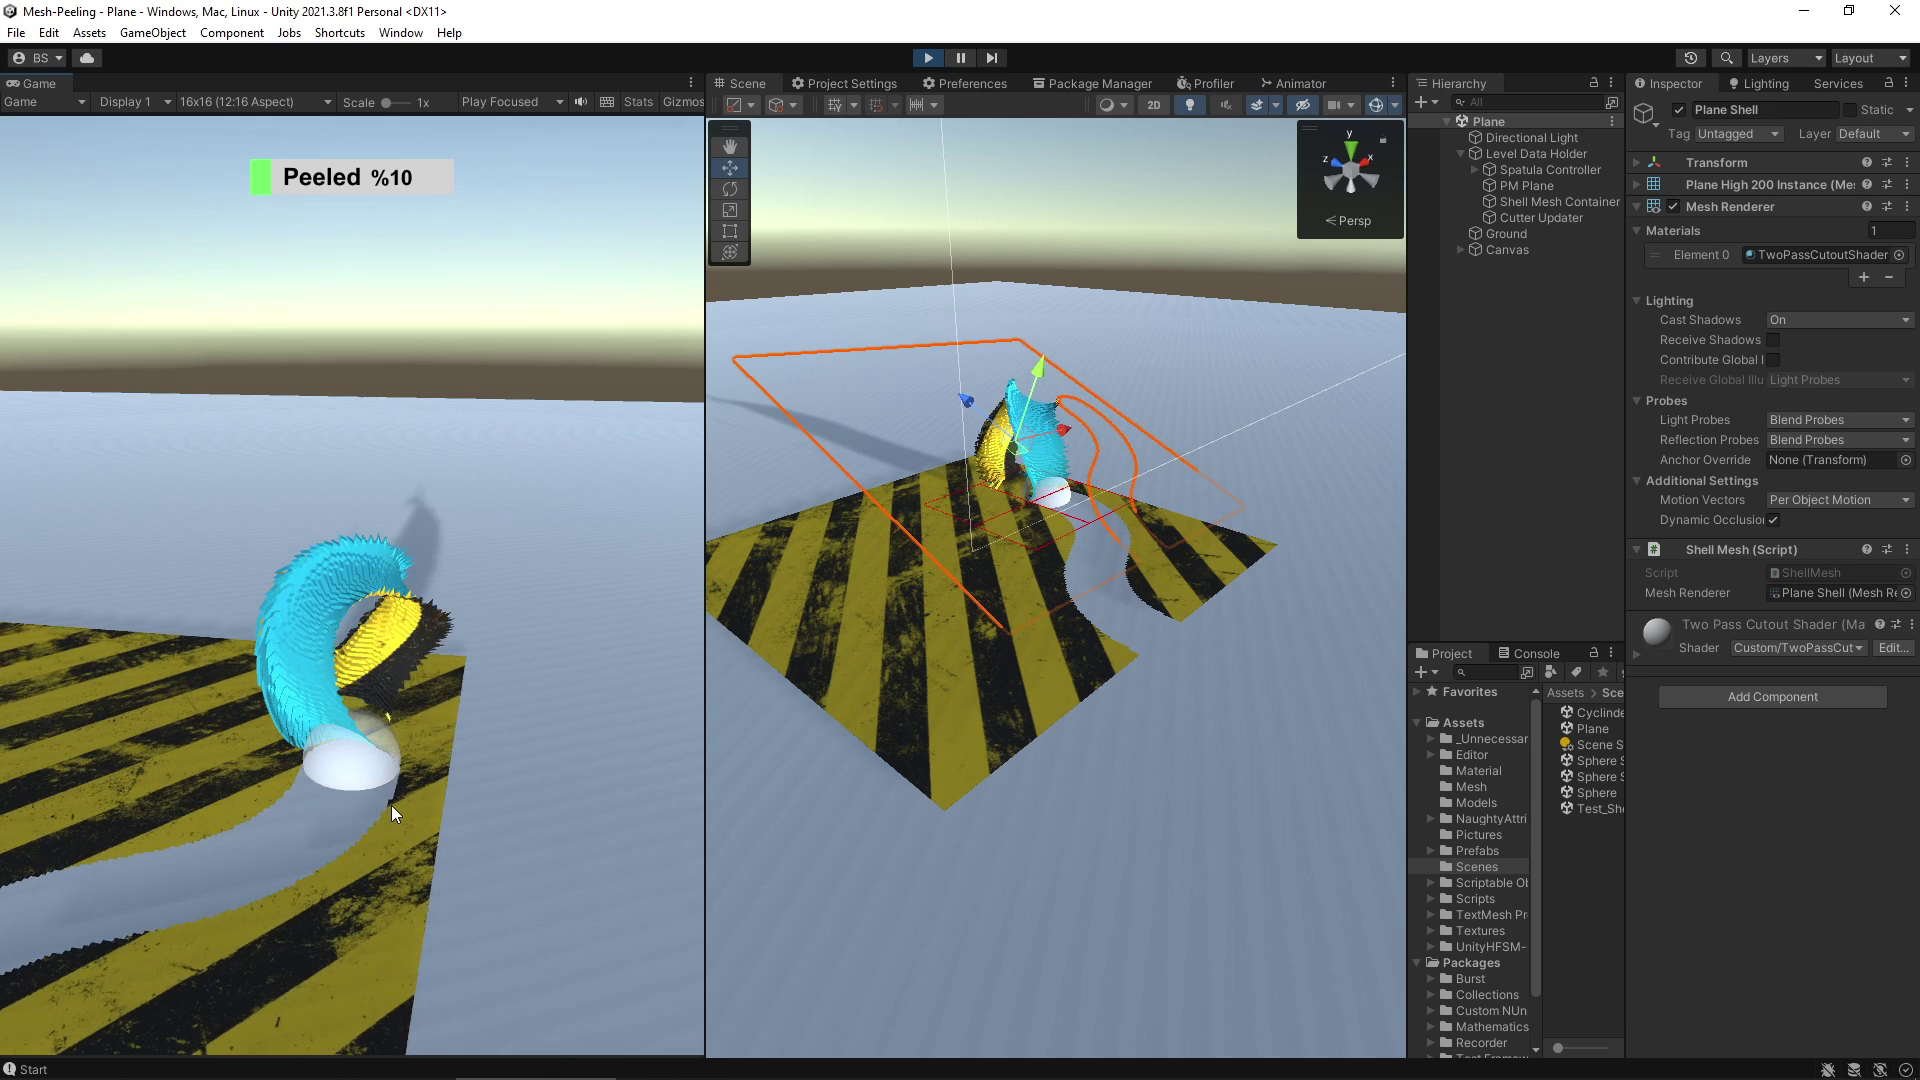 Mesh-Peeling - Plane - Windows, Mac, Linux - Unity 2021.3.8f1 Personal <DX11>
File Edit Assets GameObject Component Jobs Shortcuts Window Help
BS
Layers
Layout
Game
Game
Display 1
16x16 (12:16 Aspect)
Scale
1x
Play Focused
Stats
Gizmos
Peeled %10
Scene
Project Settings
Preferences
Package Manager
Profiler
Animator
2D
y
z
x
Persp
Hierarchy
All
Plane
Directional Light
Level Data Holder
Spatula Controller
PM Plane
Shell Mesh Container
Cutter Updater
Ground
Canvas
Project
Console
Favorites
Assets
_Unnecessar
Editor
Material
Mesh
Models
NaughtyAttri
Pictures
Prefabs
Scenes
Scriptable Ob
Scripts
TextMesh Pr
Textures
UnityHFSM-
Packages
Burst
Collections
Custom NUn
Mathematics
Recorder
Assets > Sce
Cyclinde
Plane
Scene S
Sphere S
Sphere S
Sphere
Test_She
Inspector
Lighting
Services
Plane Shell
Static
Tag Untagged
Layer Default
Transform
Plane High 200 Instance (Me
Mesh Renderer
Materials 1
Element 0 TwoPassCutoutShader
Lighting
Cast Shadows On
Receive Shadows
Contribute Global I
Receive Global Illu Light Probes
Probes
Light Probes Blend Probes
Reflection Probes Blend Probes
Anchor Override None (Transform)
Additional Settings
Motion Vectors Per Object Motion
Dynamic Occlusion
Shell Mesh (Script)
Script ShellMesh
Mesh Renderer Plane Shell (Mesh Re
Two Pass Cutout Shader (Ma
Shader Custom/TwoPassCut
Edit...
Add Component
Start